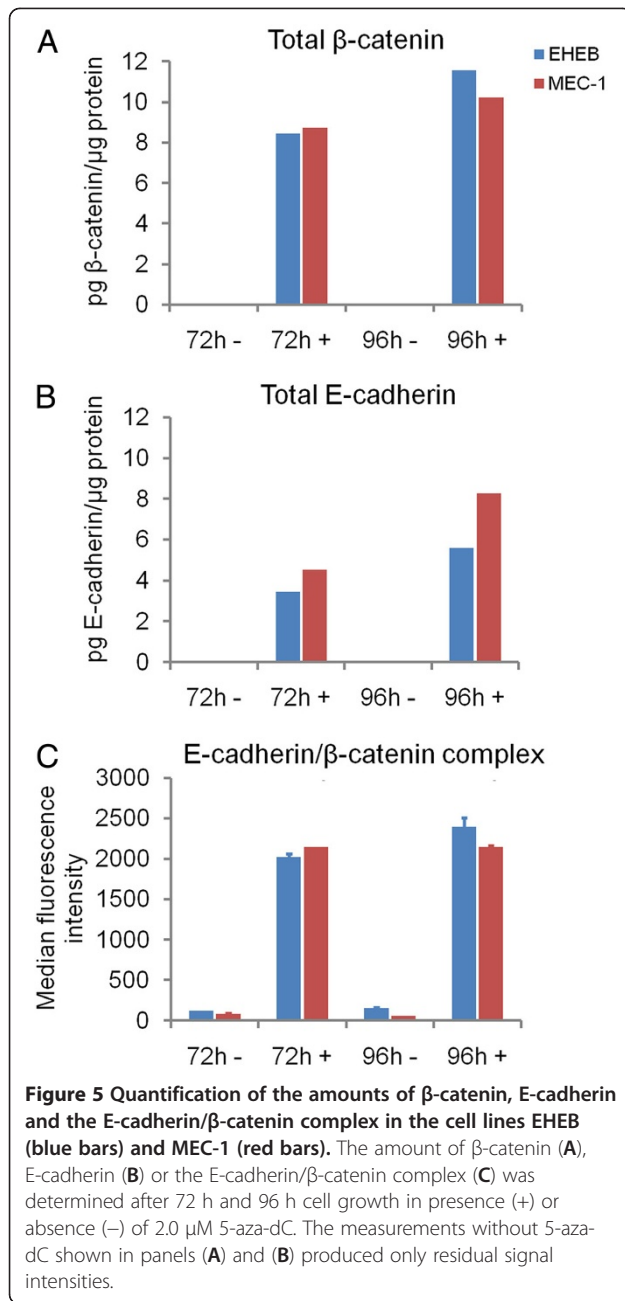 A
Total β-catenin
EHEB
MEC-1
pg β-catenin/µg protein
12
10
8
6
4
2
0
72h -
72h +
96h -
96h +
B
Total E-cadherin
pg E-cadherin/µg protein
12
10
8
6
4
2
0
72h -
72h +
96h -
96h +
C
E-cadherin/β-catenin complex
Median fluorescence
intensity
3000
2500
2000
1500
1000
500
0
72h -
72h +
96h -
96h +
Figure 5 Quantification of the amounts of β-catenin, E-cadherin
and the E-cadherin/β-catenin complex in the cell lines EHEB
(blue bars) and MEC-1 (red bars). The amount of β-catenin (A),
E-cadherin (B) or the E-cadherin/β-catenin complex (C) was
determined after 72 h and 96 h cell growth in presence (+) or
absence (−) of 2.0 µM 5-aza-dC. The measurements without 5-aza-
dC shown in panels (A) and (B) produced only residual signal
intensities.